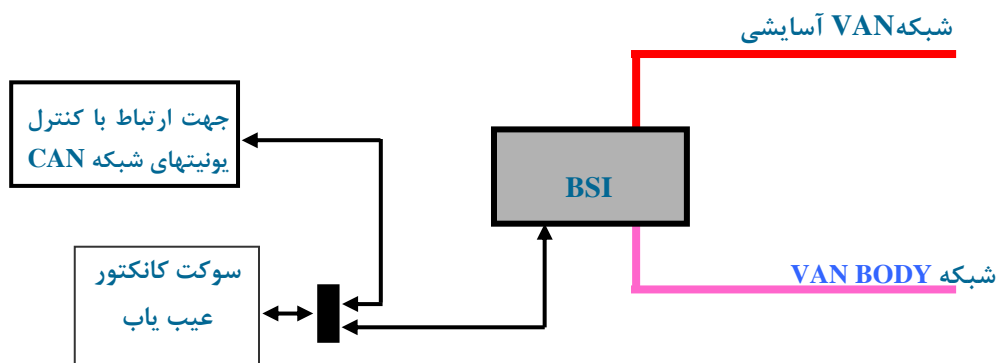 شبکهVAN آسایشی
جهت ارتباط با کنترل
یونیتهای شبکه CAN
BSI
سوکت کانکتور
عیب یاب
شبکه VAN BODY